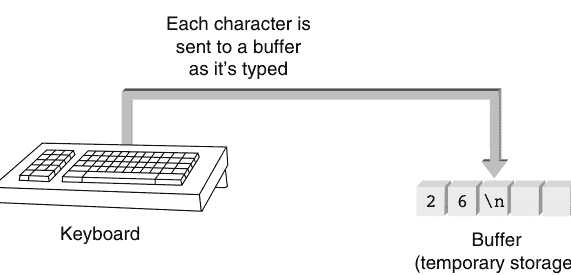 Each character is
sent to a buffer
as it's typed
2 6 \n
Keyboard
Buffer
(temporary storage